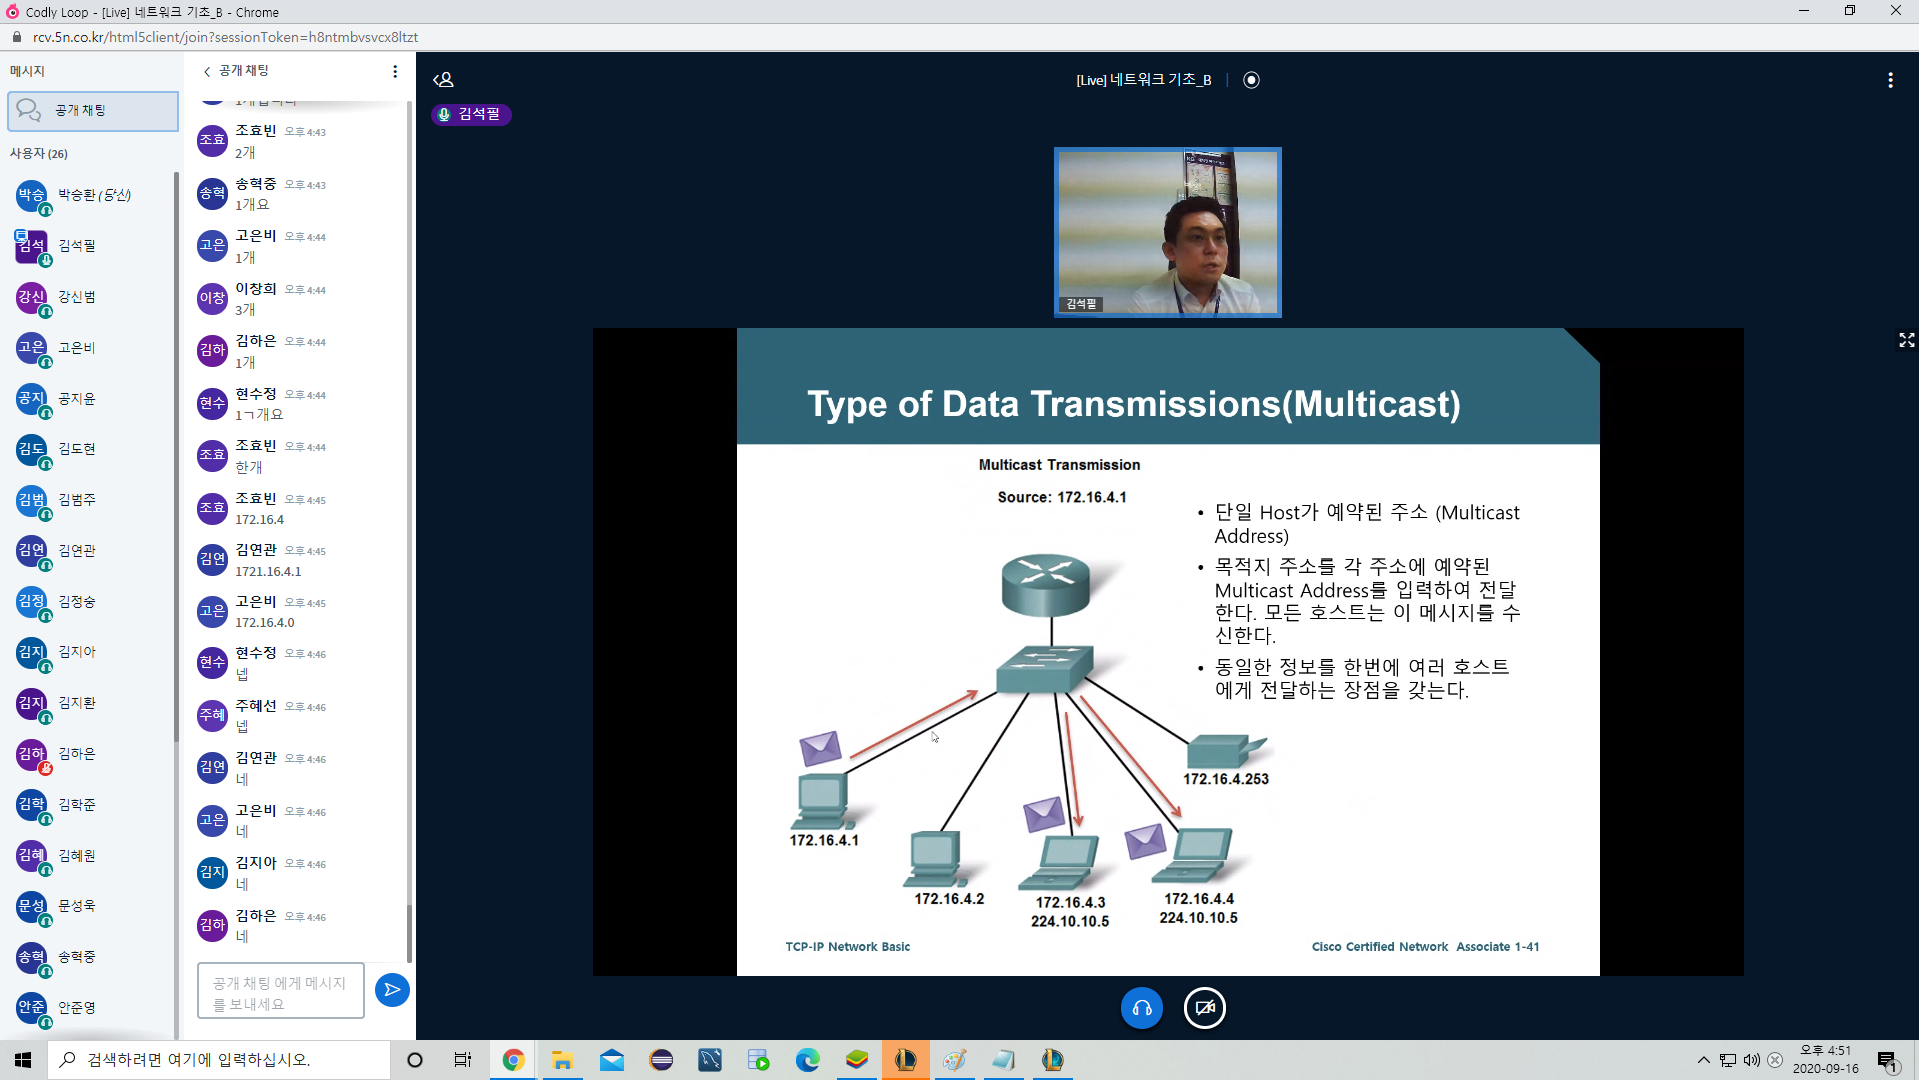 Codly Loop - [Live] 네트워크 기초_B - Chrome
rcv.5n.co.kr/html5client/join?sessionToken=h8ntmbvsvcx8ltzt
메시지
공개 채팅
사용자 (26)
박승 박승환 (당신)
김석 김석필
강신 강신범
고은 고은비
공지 공지윤
김도 김도현
김범 김범주
김연 김연관
김정 김정숭
김지 김지아
김지 김지환
김하 김하은
김학 김학준
김혜 김혜원
문성 문성욱
송혁 송혁중
안준 안준영
공개 채팅
조효 조효빈 오후 4:43
2개
송혁 송혁중 오후 4:43
1개요
고은 고은비 오후 4:44
1개
이창 이창희 오후 4:44
3개
김하 김하은 오후 4:44
1개
현수 현수정 오후 4:44
1ㄱ개요
조효 조효빈 오후 4:44
한개
조효 조효빈 오후 4:45
172.16.4
김연 김연관 오후 4:45
1721.16.4.1
고은 고은비 오후 4:45
172.16.4.0
현수 현수정 오후 4:46
넵
주혜 주혜선 오후 4:46
넵
김연 김연관 오후 4:46
네
고은 고은비 오후 4:46
네
김지 김지아 오후 4:46
네
김하 김하은 오후 4:46
네
공개 채팅 에게 메시지
를 보내세요
[Live] 네트워크 기초_B
김석필
김석필
Type of Data Transmissions(Multicast)
Multicast Transmission
Source: 172.16.4.1
• 단일 Host가 예약된 주소 (Multicast
Address)
• 목적지 주소를 각 주소에 예약된
Multicast Address를 입력하여 전달
한다. 모든 호스트는 이 메시지를 수
신한다.
• 동일한 정보를 한번에 여러 호스트
에게 전달하는 장점을 갖는다.
172.16.4.253
172.16.4.1
172.16.4.2
172.16.4.3
224.10.10.5
172.16.4.4
224.10.10.5
TCP-IP Network Basic
Cisco Certified Network Associate 1-41
검색하려면 여기에 입력하십시오.
오후 4:51
2020-09-16
1